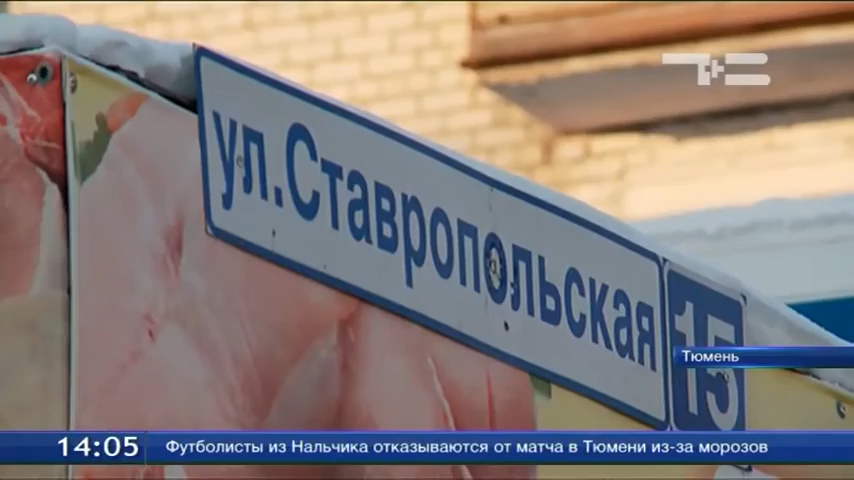 Т+В
ул.Ставропольская
15
Тюмень
14:05 Футболисты из Нальчика отказываются от матча в Тюмени из-за морозов